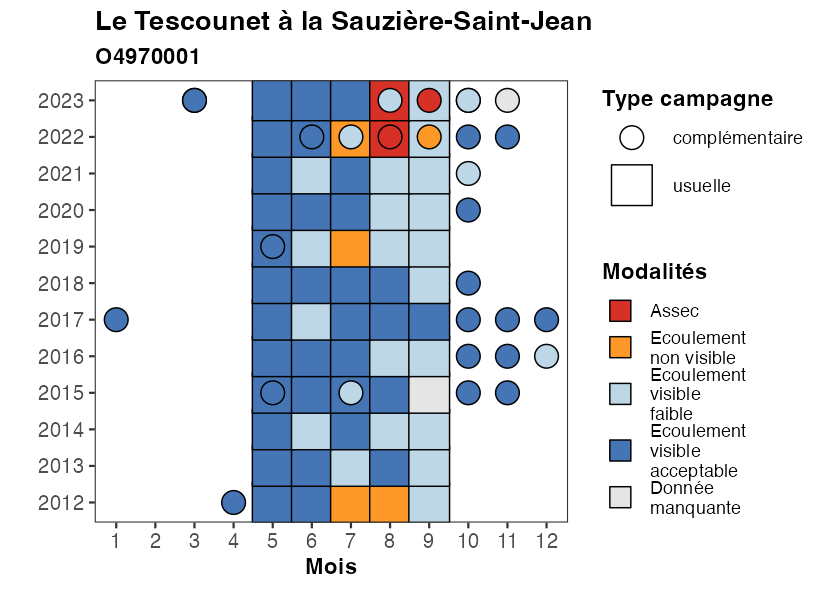 Le Tescounet à la Sauzière-Saint-Jean
O4970001
2023
2022
2021
2020
2019
2018
2017
2016
2015
2014
2013
2012
1 2 3 4 5 6 7 8 9 10 11 12
Mois
Type campagne
complémentaire
usuelle
Modalités
Assec
Ecoulement
non visible
Ecoulement
visible
faible
Ecoulement
visible
acceptable
Donnée
manquante